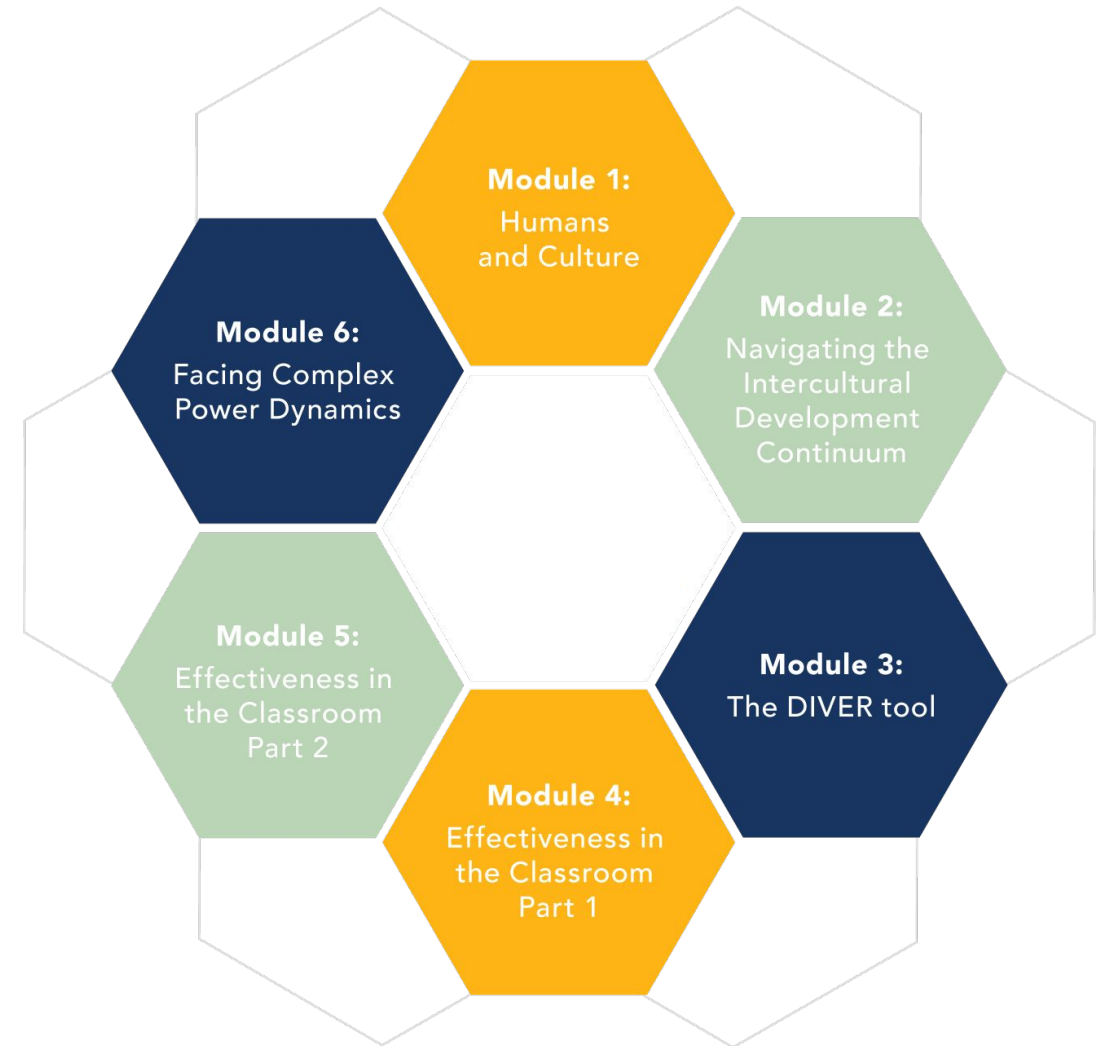 Module 1:
Humans
and Culture
Module 2:
Navigating the
Intercultural
Development
Continuum
Module 3:
The DIVER tool
Module 4:
Effectiveness in
the Classroom
Part 1
Module 5:
Effectiveness in
the Classroom
Part 2
Module 6:
Facing Complex
Power Dynamics